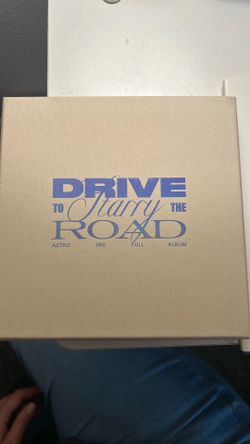 DRIVE
TO Starry THE
ROAD
ASTRO 3RD FULL ALBUM